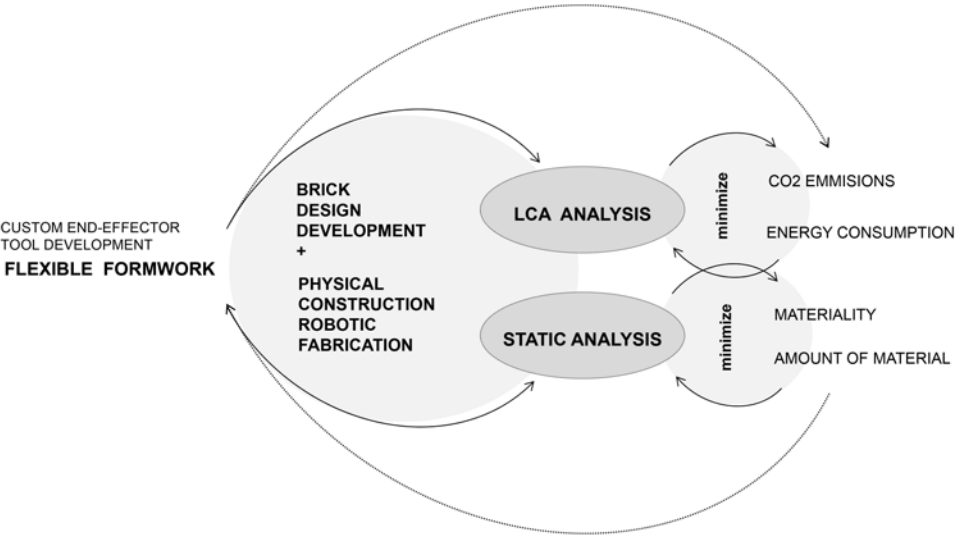 CUSTOM END-EFFECTOR
TOOL DEVELOPMENT
FLEXIBLE FORMWORK
BRICK
DESIGN
DEVELOPMENT
+
PHYSICAL
CONSTRUCTION
ROBOTIC
FABRICATION
LCA ANALYSIS
STATIC ANALYSIS
minimize
CO2 EMMISIONS
ENERGY CONSUMPTION
minimize
MATERIALITY
AMOUNT OF MATERIAL